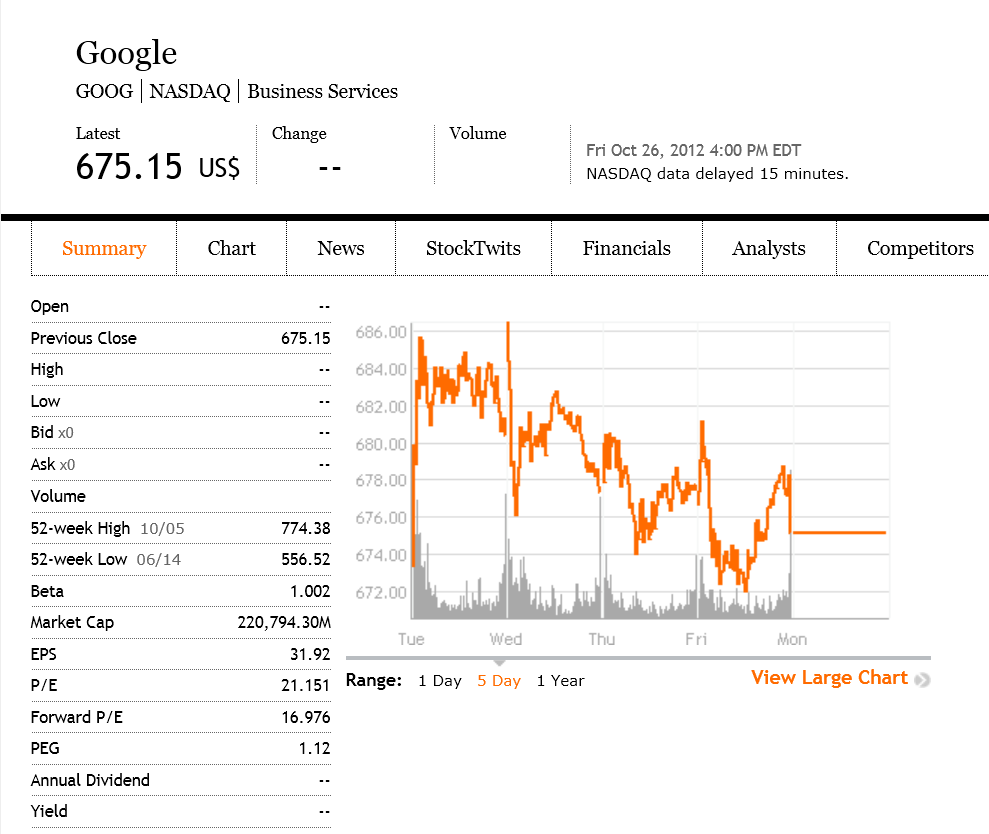 Google
GOOG | NASDAQ | Business Services
Latest Change Volume
675.15 US$ --
Fri Oct 26, 2012 4:00 PM EDT
NASDAQ data delayed 15 minutes.
Summary Chart News StockTwits Financials Analysts Competitors
Open --
Previous Close 675.15
High --
Low --
Bid x0 --
Ask x0 --
Volume
52-week High 10/05 774.38
52-week Low 06/14 556.52
Beta 1.002
Market Cap 220,794.30M
EPS 31.92
P/E 21.151
Forward P/E 16.976
PEG 1.12
Annual Dividend --
Yield --
686.00
684.00
682.00
680.00
678.00
676.00
674.00
672.00
Tue Wed Thu Fri Mon
Range: 1 Day 5 Day 1 Year
View Large Chart